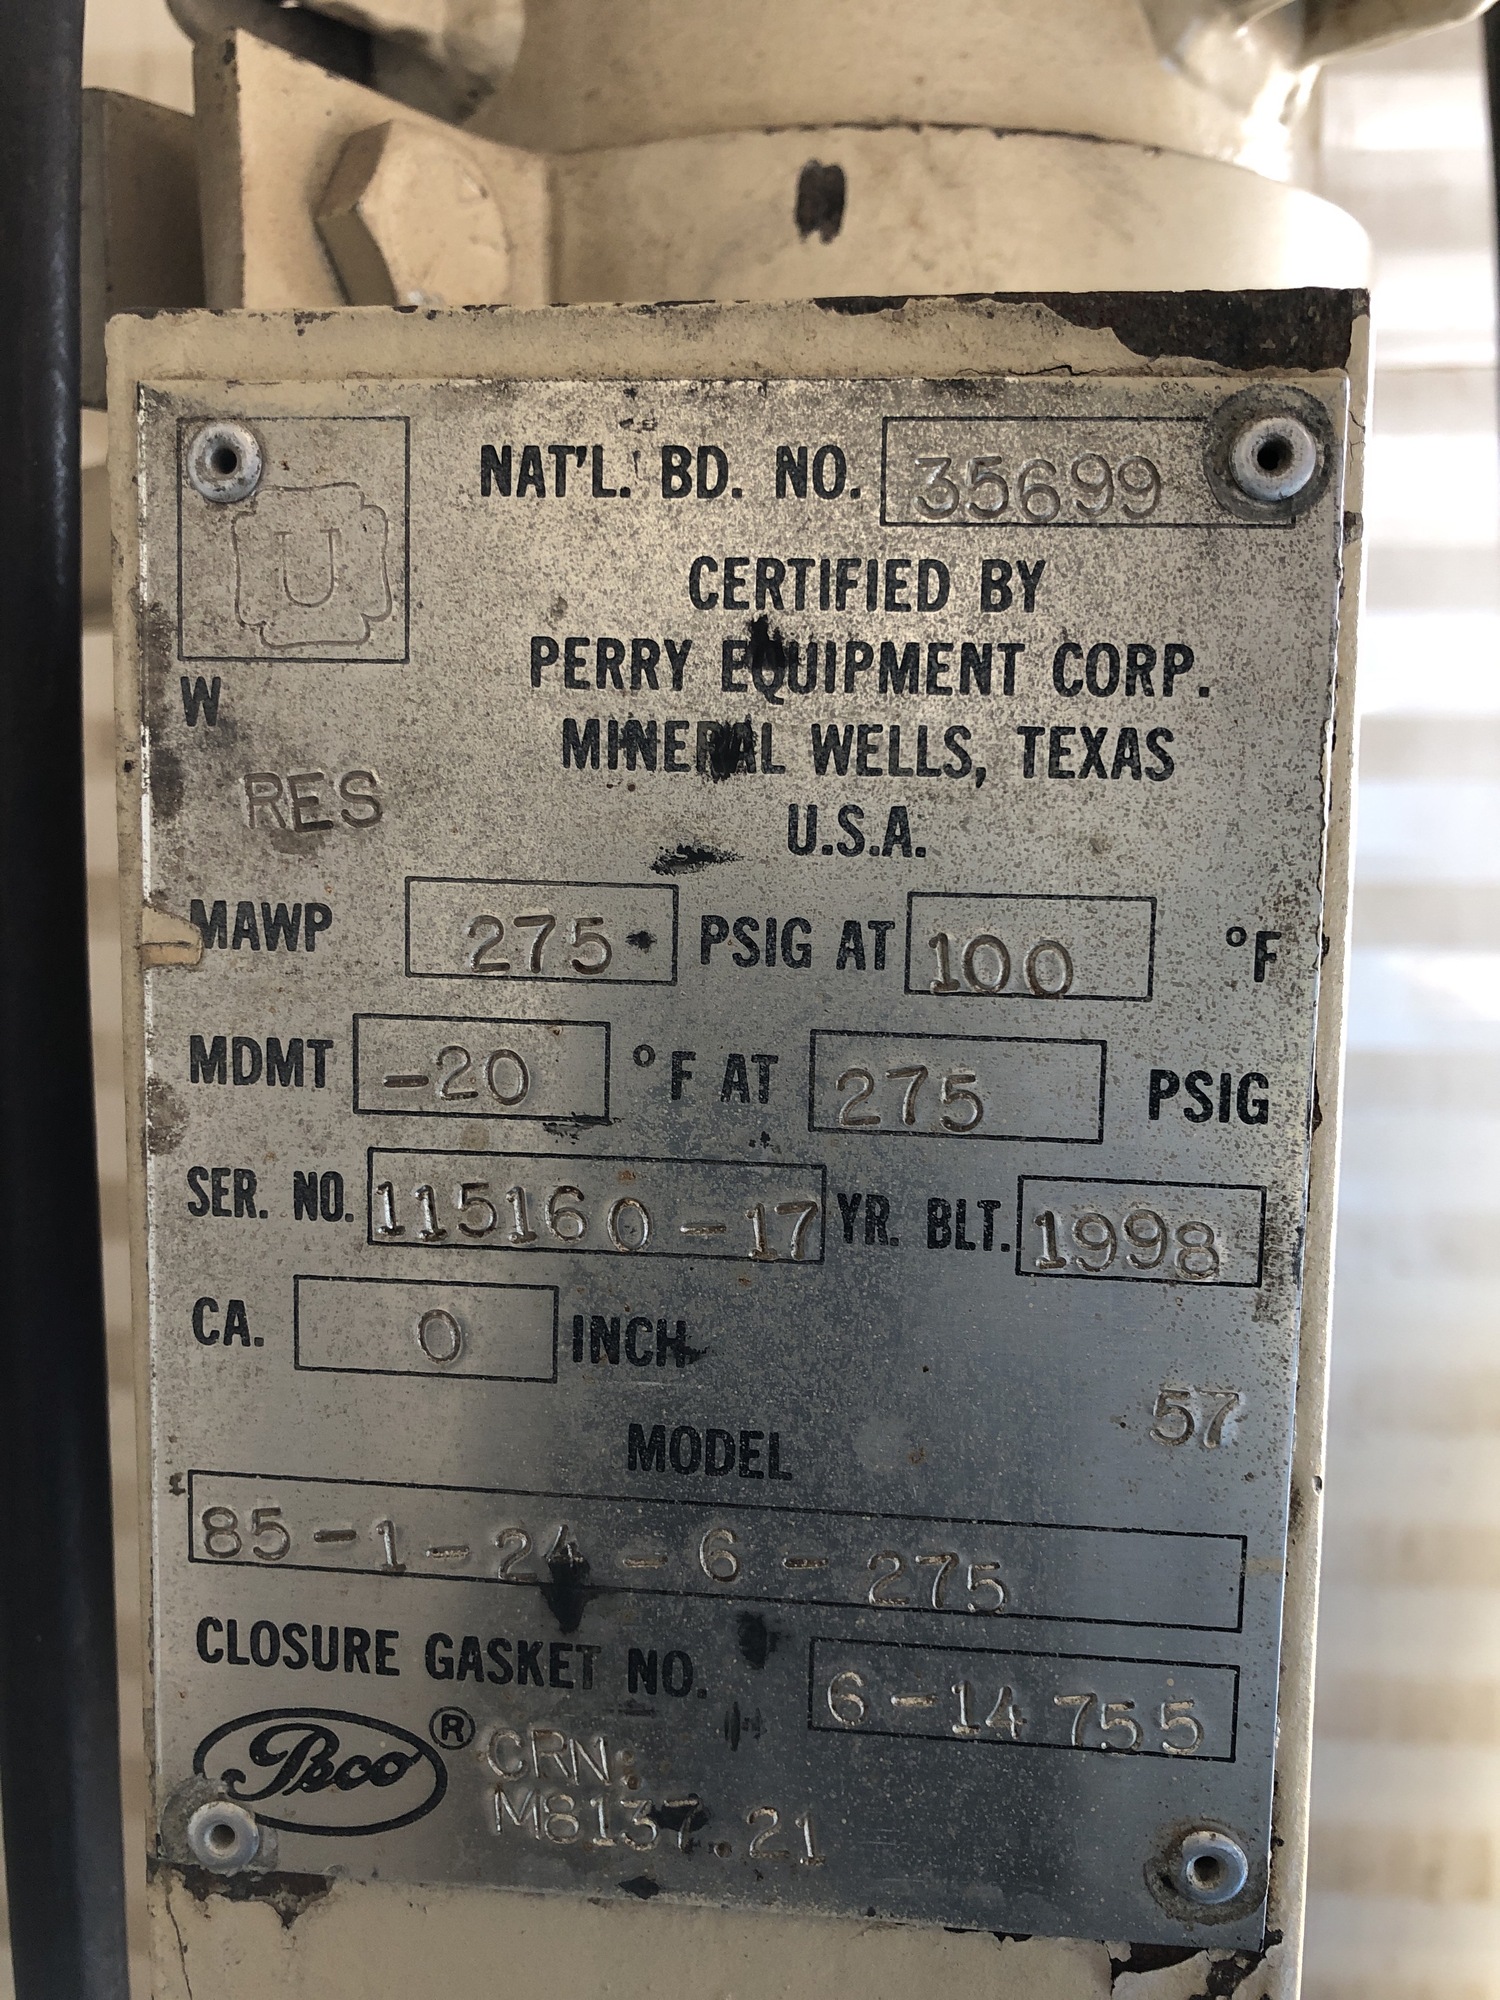 NAT'L. BD. NO. 35699
U
CERTIFIED BY
PERRY EQUIPMENT CORP.
W
MINERAL WELLS, TEXAS
RES
U.S.A.
MAWP 275 PSIG AT 100 °F
MDMT -20 °F AT 275 PSIG
SER. NO. 115160-17 YR. BLT. 1998
CA. 0 INCH
57
MODEL
85-1-24-6-275
CLOSURE GASKET NO. 6-14755
Peco ® CRN:
M8137.21